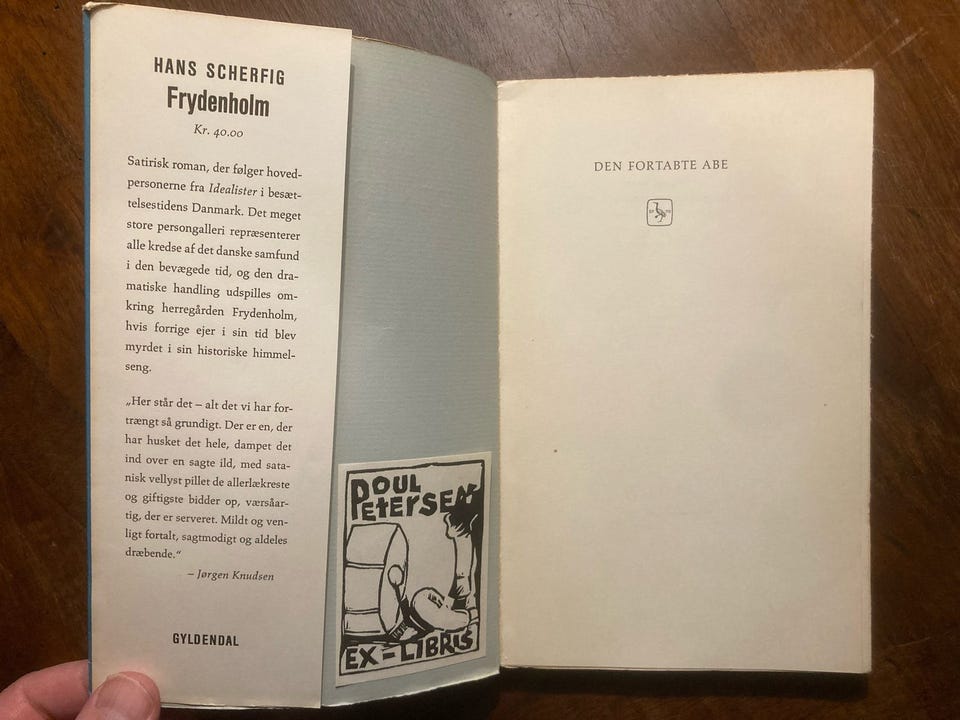 HANS SCHERFIG
Frydenholm
Kr. 40.00
Satirisk roman, der følger hoved-
personerne fra Idealister i besæt-
telsestidens Danmark. Det meget
store persongalleri repræsenterer
alle kredse af det danske samfund
i den bevægede tid, og den dra-
matiske handling udspilles om-
kring herregården Frydenholm,
hvis forrige ejer i sin tid blev
myrdet i sin historiske himmel-
seng.
„Her står det – alt det vi har for-
trængt så grundigt. Der er en, der
har husket det hele, dampet det
ind over en sagte ild, med sata-
nisk vellyst pillet de allerlækreste
og giftigste bidder op, værsåar-
tig, der er serveret. Mildt og ven-
ligt fortalt, sagtmodigt og aldeles
dræbende.“
– Jørgen Knudsen
GYLDENDAL
POUL
PETERSEN
EX-LIBRIS
DEN FORTABTE ABE